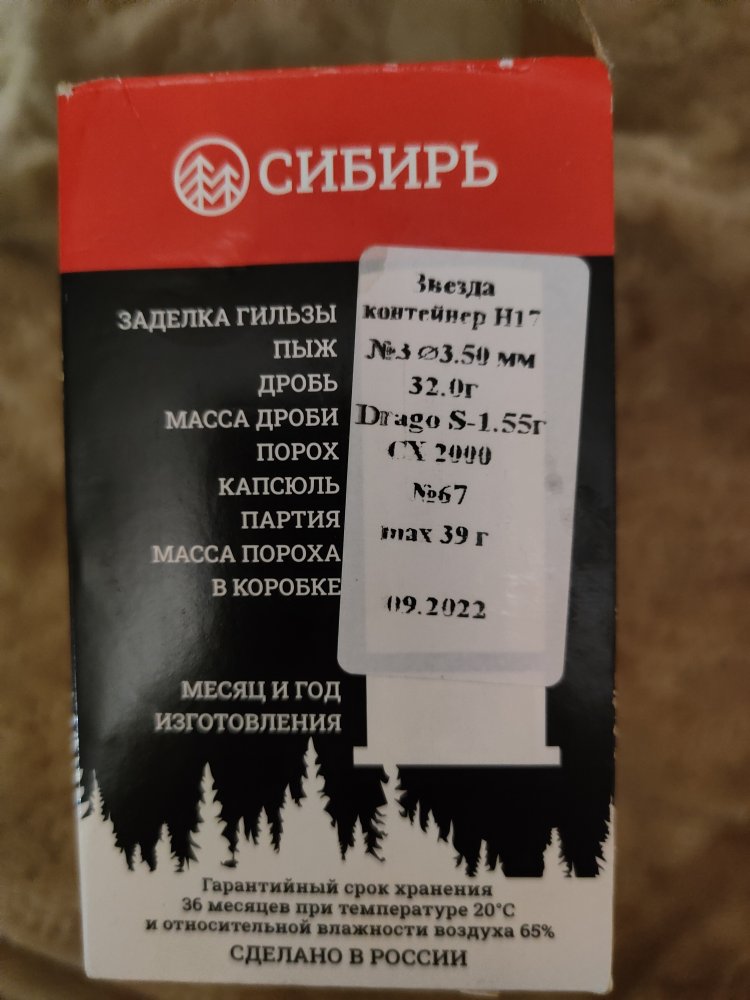 СИБИРЬ
Звезда
ЗАДЕЛКА ГИЛЬЗЫ контейнер Н17
ПЫЖ №3 ⌀3.50 мм
ДРОБЬ 32.0г
МАССА ДРОБИ Drago S-1.55г
ПОРОХ СХ 2000
КАПСЮЛЬ №67
ПАРТИЯ max 39 г
МАССА ПОРОХА
В КОРОБКЕ 09.2022
МЕСЯЦ И ГОД
ИЗГОТОВЛЕНИЯ
Гарантийный срок хранения
36 месяцев при температуре 20°С
и относительной влажности воздуха 65%
СДЕЛАНО В РОССИИ